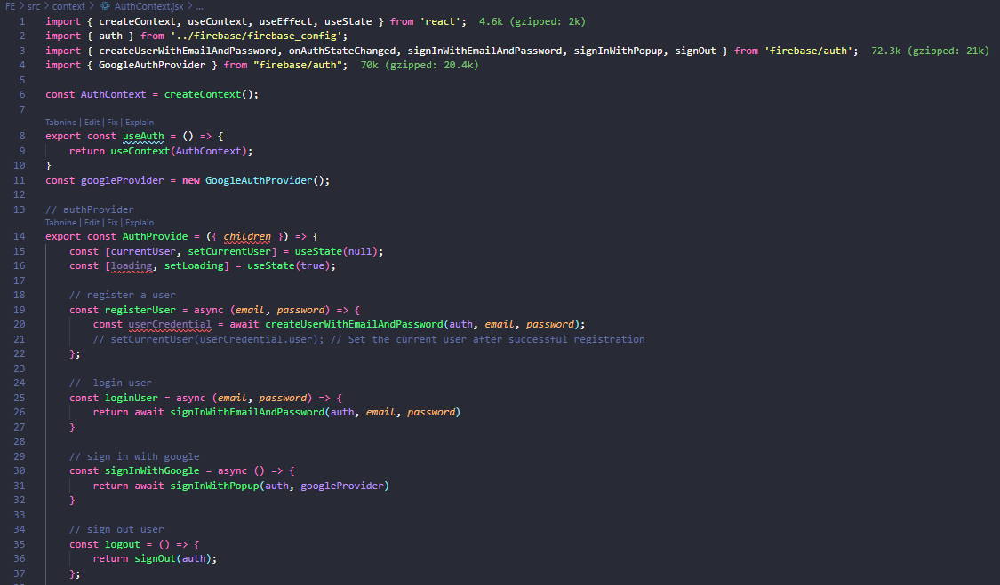 FE > src > context > AuthContext.jsx > ...
1 import { createContext, useContext, useEffect, useState } from 'react'; 4.6k (gzipped: 2k)
2 import { auth } from '../firebase/firebase_config';
3 import { createUserWithEmailAndPassword, onAuthStateChanged, signInWithEmailAndPassword, signInWithPopup, signOut } from 'firebase/auth'; 72.3k (gzipped: 21k)
4 import { GoogleAuthProvider } from "firebase/auth"; 70k (gzipped: 20.4k)
5
6 const AuthContext = createContext();
7
Tabnine | Edit | Fix | Explain
8 export const useAuth = () => {
9     return useContext(AuthContext);
10 }
11 const googleProvider = new GoogleAuthProvider();
12
13 // authProvider
Tabnine | Edit | Fix | Explain
14 export const AuthProvide = ({ children }) => {
15     const [currentUser, setCurrentUser] = useState(null);
16     const [loading, setLoading] = useState(true);
17
18     // register a user
19     const registerUser = async (email, password) => {
20         const userCredential = await createUserWithEmailAndPassword(auth, email, password);
21         // setCurrentUser(userCredential.user); // Set the current user after successful registration
22     };
23
24     //  login user
25     const loginUser = async (email, password) => {
26         return await signInWithEmailAndPassword(auth, email, password)
27     }
28
29     // sign in with google
30     const signInWithGoogle = async () => {
31         return await signInWithPopup(auth, googleProvider)
32     }
33
34     // sign out user
35     const logout = () => {
36         return signOut(auth);
37     };